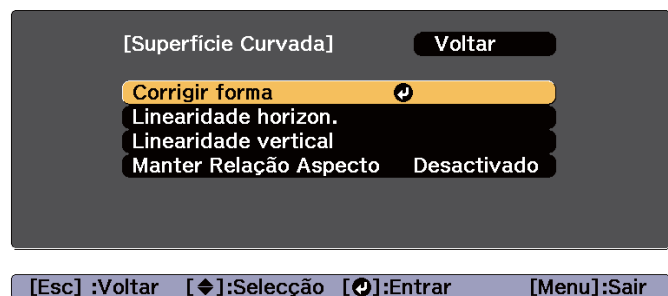 [Superfície Curvada] Voltar
Corrigir forma
Linearidade horizon.
Linearidade vertical
Manter Relação Aspecto Desactivado
[Esc] :Voltar [◆]:Selecção [↵]:Entrar [Menu]:Sair